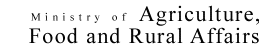 Ministry of Agriculture,
Food and Rural Affairs